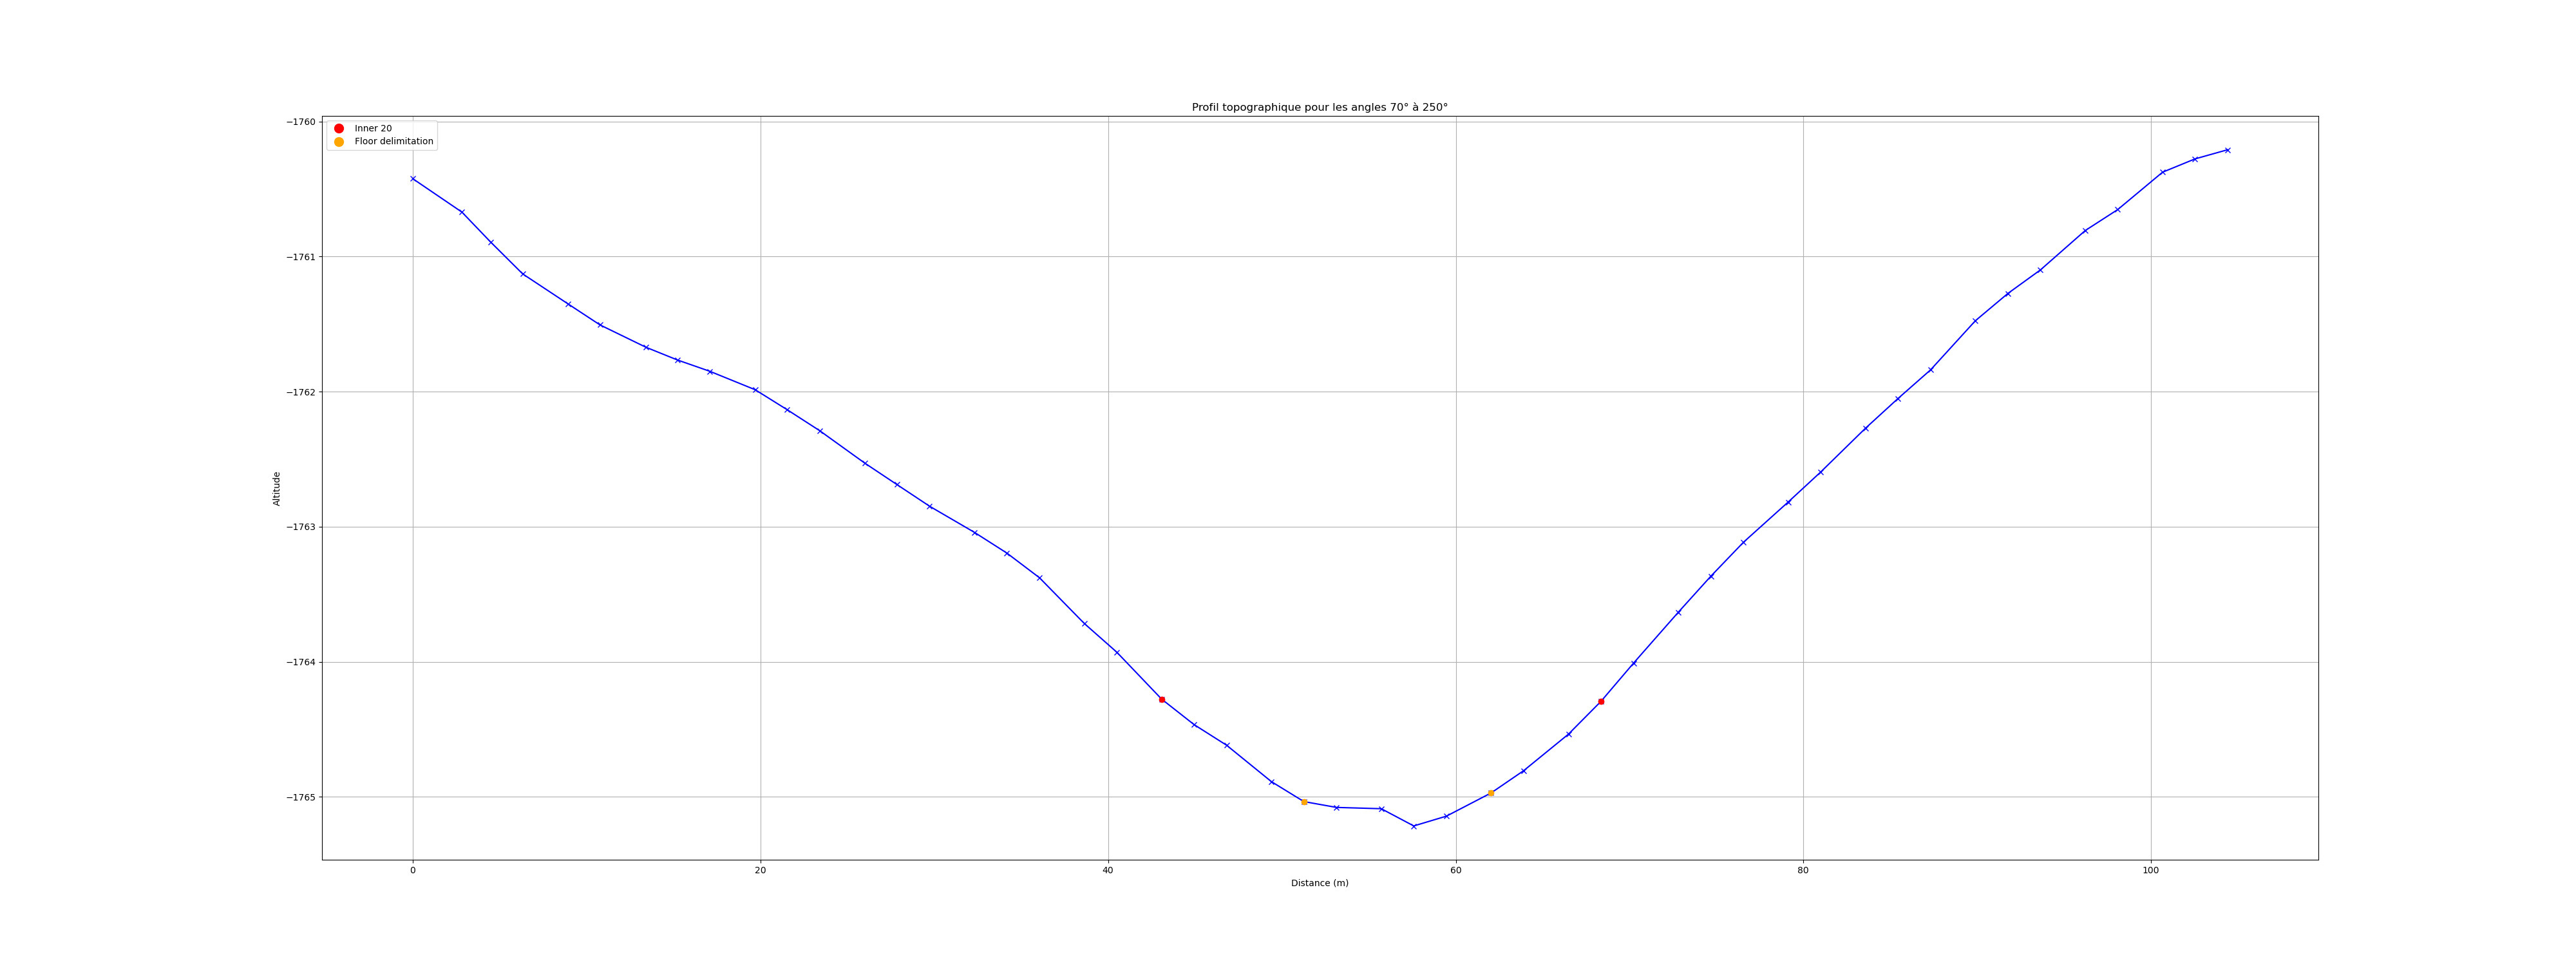 Profil topographique pour les angles 70° à 250°
Inner 20
Floor delimitation
−1760
−1761
−1762
−1763
−1764
−1765
Altitude
0
20
40
60
80
100
Distance (m)